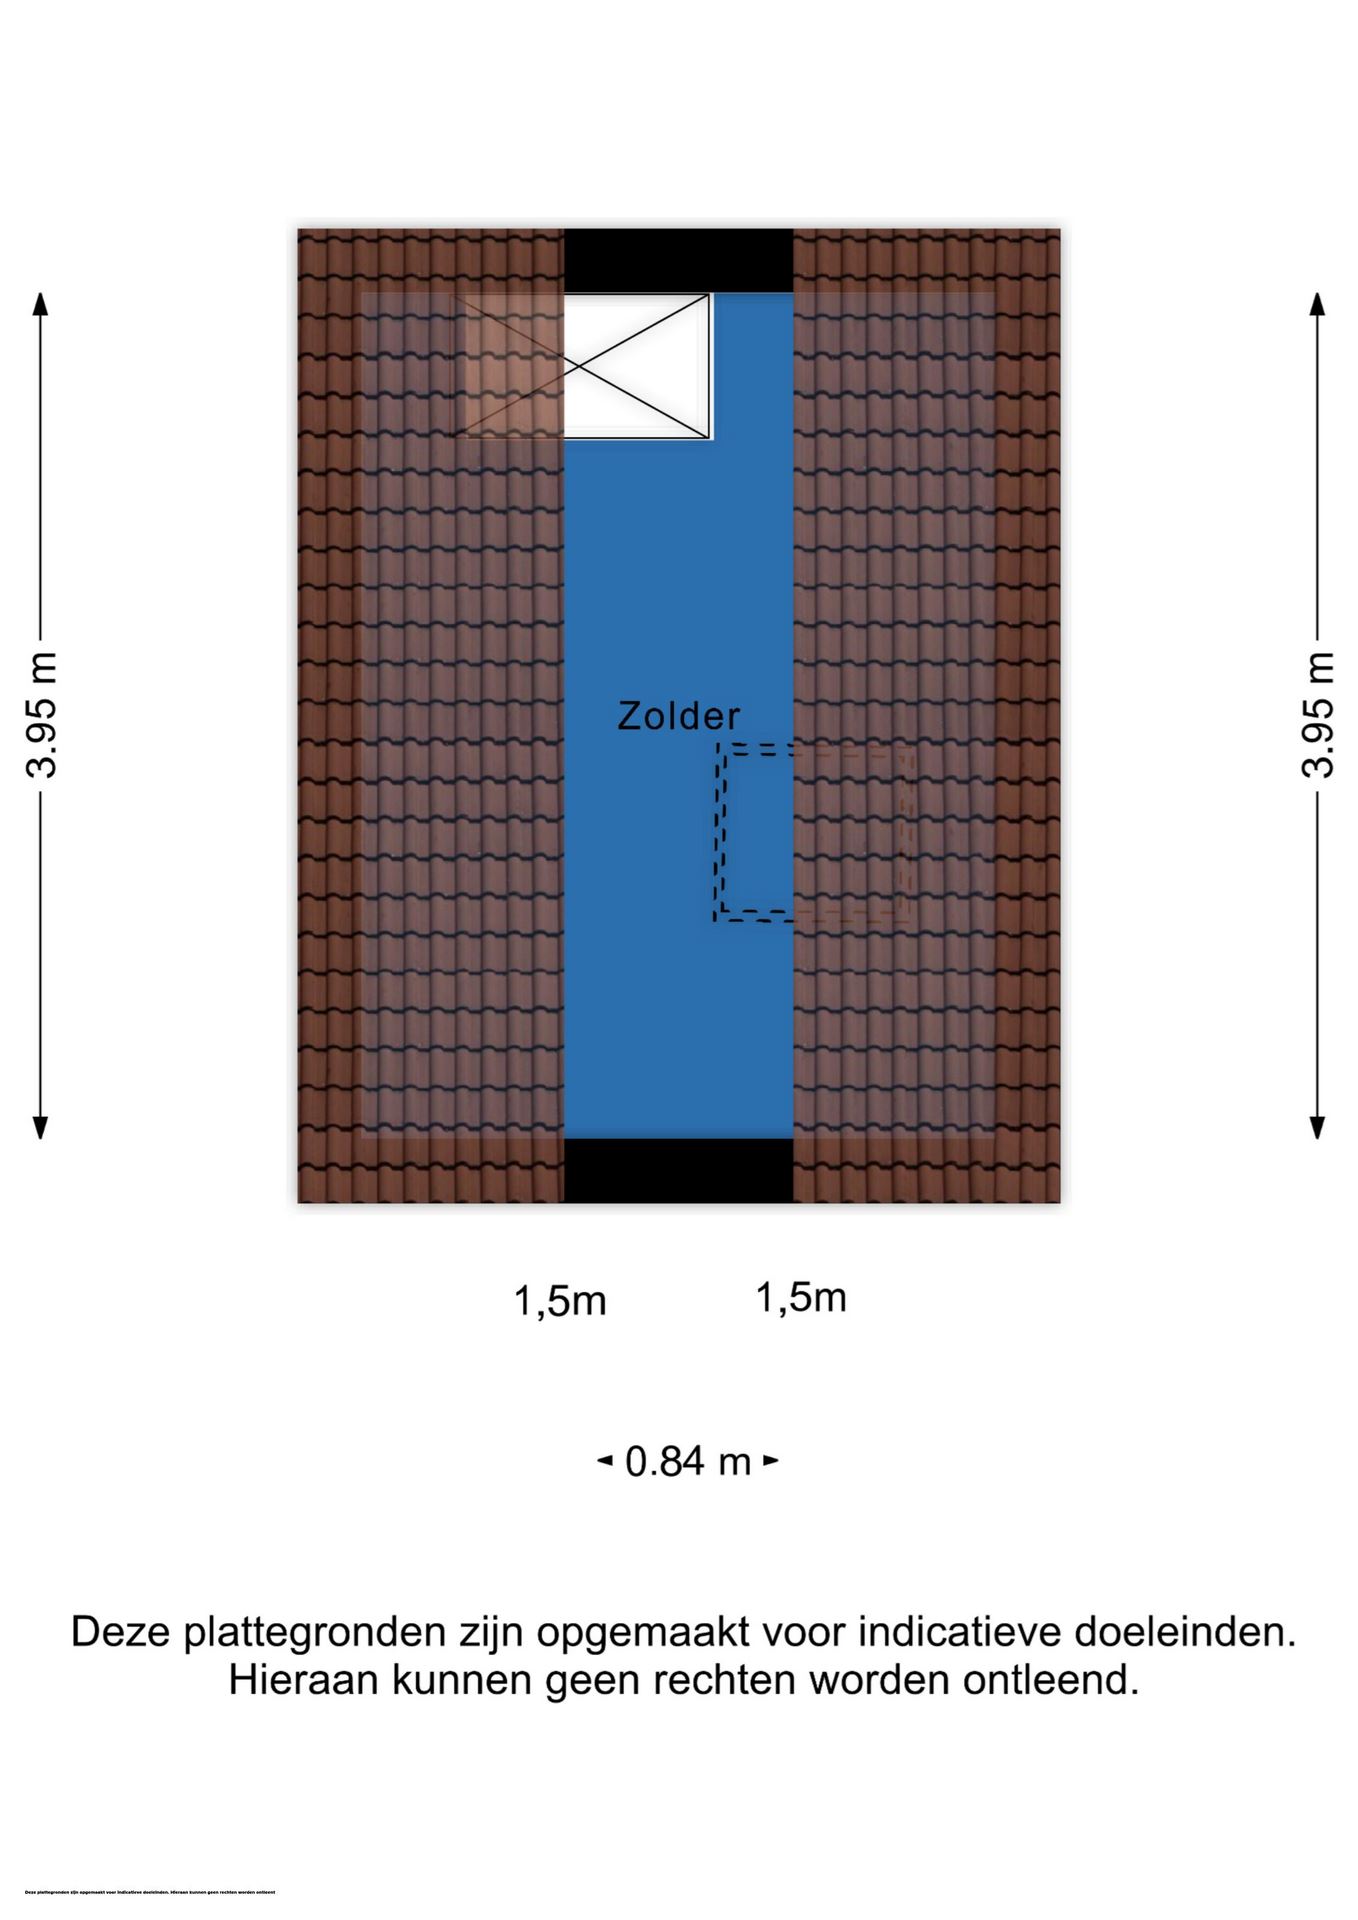 3.95 m
3.95 m
Zolder
1,5m
1,5m
0.84 m
Deze plattegronden zijn opgemaakt voor indicatieve doeleinden.
Hieraan kunnen geen rechten worden ontleend.
Deze plattegronden zijn opgemaakt voor indicatieve doeleinden. Hieraan kunnen geen rechten worden ontleent